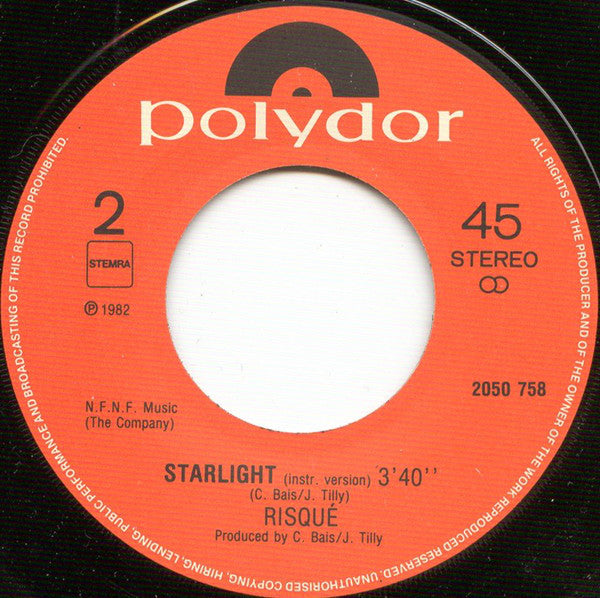 polydor
2
STEMRA
℗ 1982
45
STEREO
2050 758
N.F.N.F. Music
(The Company)
STARLIGHT (instr. version) 3'40''
(C. Bais/J. Tilly)
RISQUÉ
Produced by C. Bais/J. Tilly
ALL RIGHTS OF THE PRODUCER AND OF THE OWNER OF THE WORK REPRODUCED RESERVED. UNAUTHORISED COPYING, HIRING, LENDING, PUBLIC PERFORMANCE AND BROADCASTING OF THIS RECORD PROHIBITED.